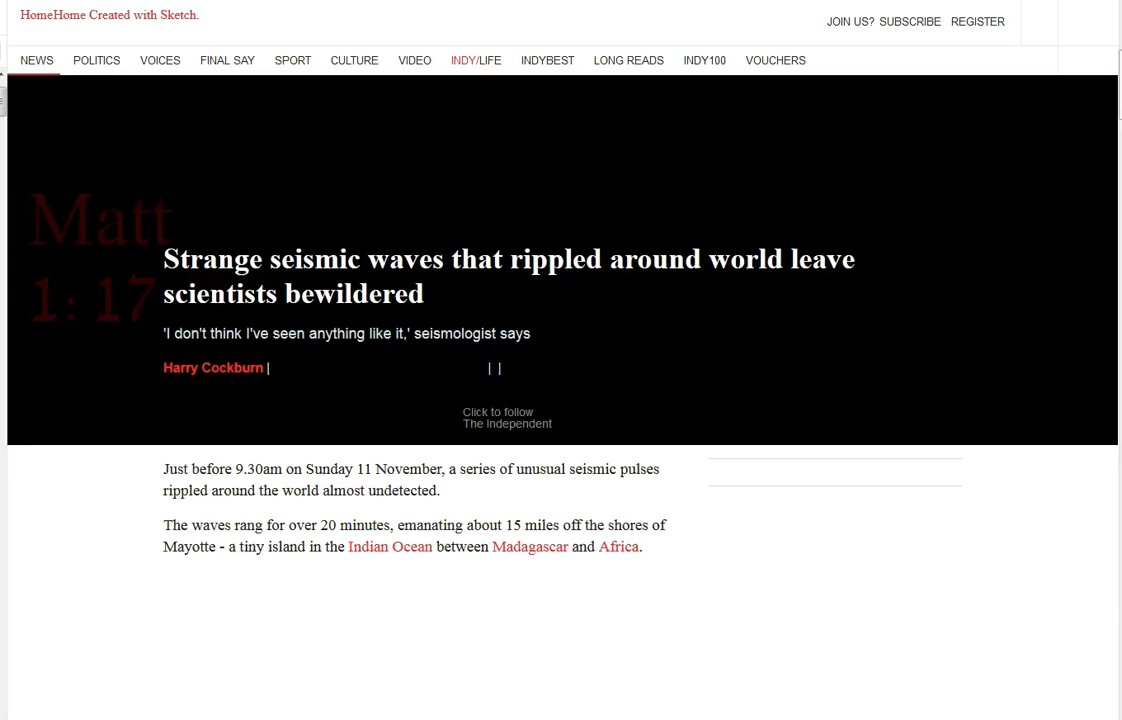 HomeHome Created with Sketch.
JOIN US? SUBSCRIBE REGISTER
NEWS POLITICS VOICES FINAL SAY SPORT CULTURE VIDEO INDY/LIFE INDYBEST LONG READS INDY100 VOUCHERS
Matt
1: 17
Strange seismic waves that rippled around world leave
scientists bewildered
'I don't think I've seen anything like it,' seismologist says
Harry Cockburn | | |
Click to follow
The Independent
Just before 9.30am on Sunday 11 November, a series of unusual seismic pulses
rippled around the world almost undetected.
The waves rang for over 20 minutes, emanating about 15 miles off the shores of
Mayotte - a tiny island in the Indian Ocean between Madagascar and Africa.